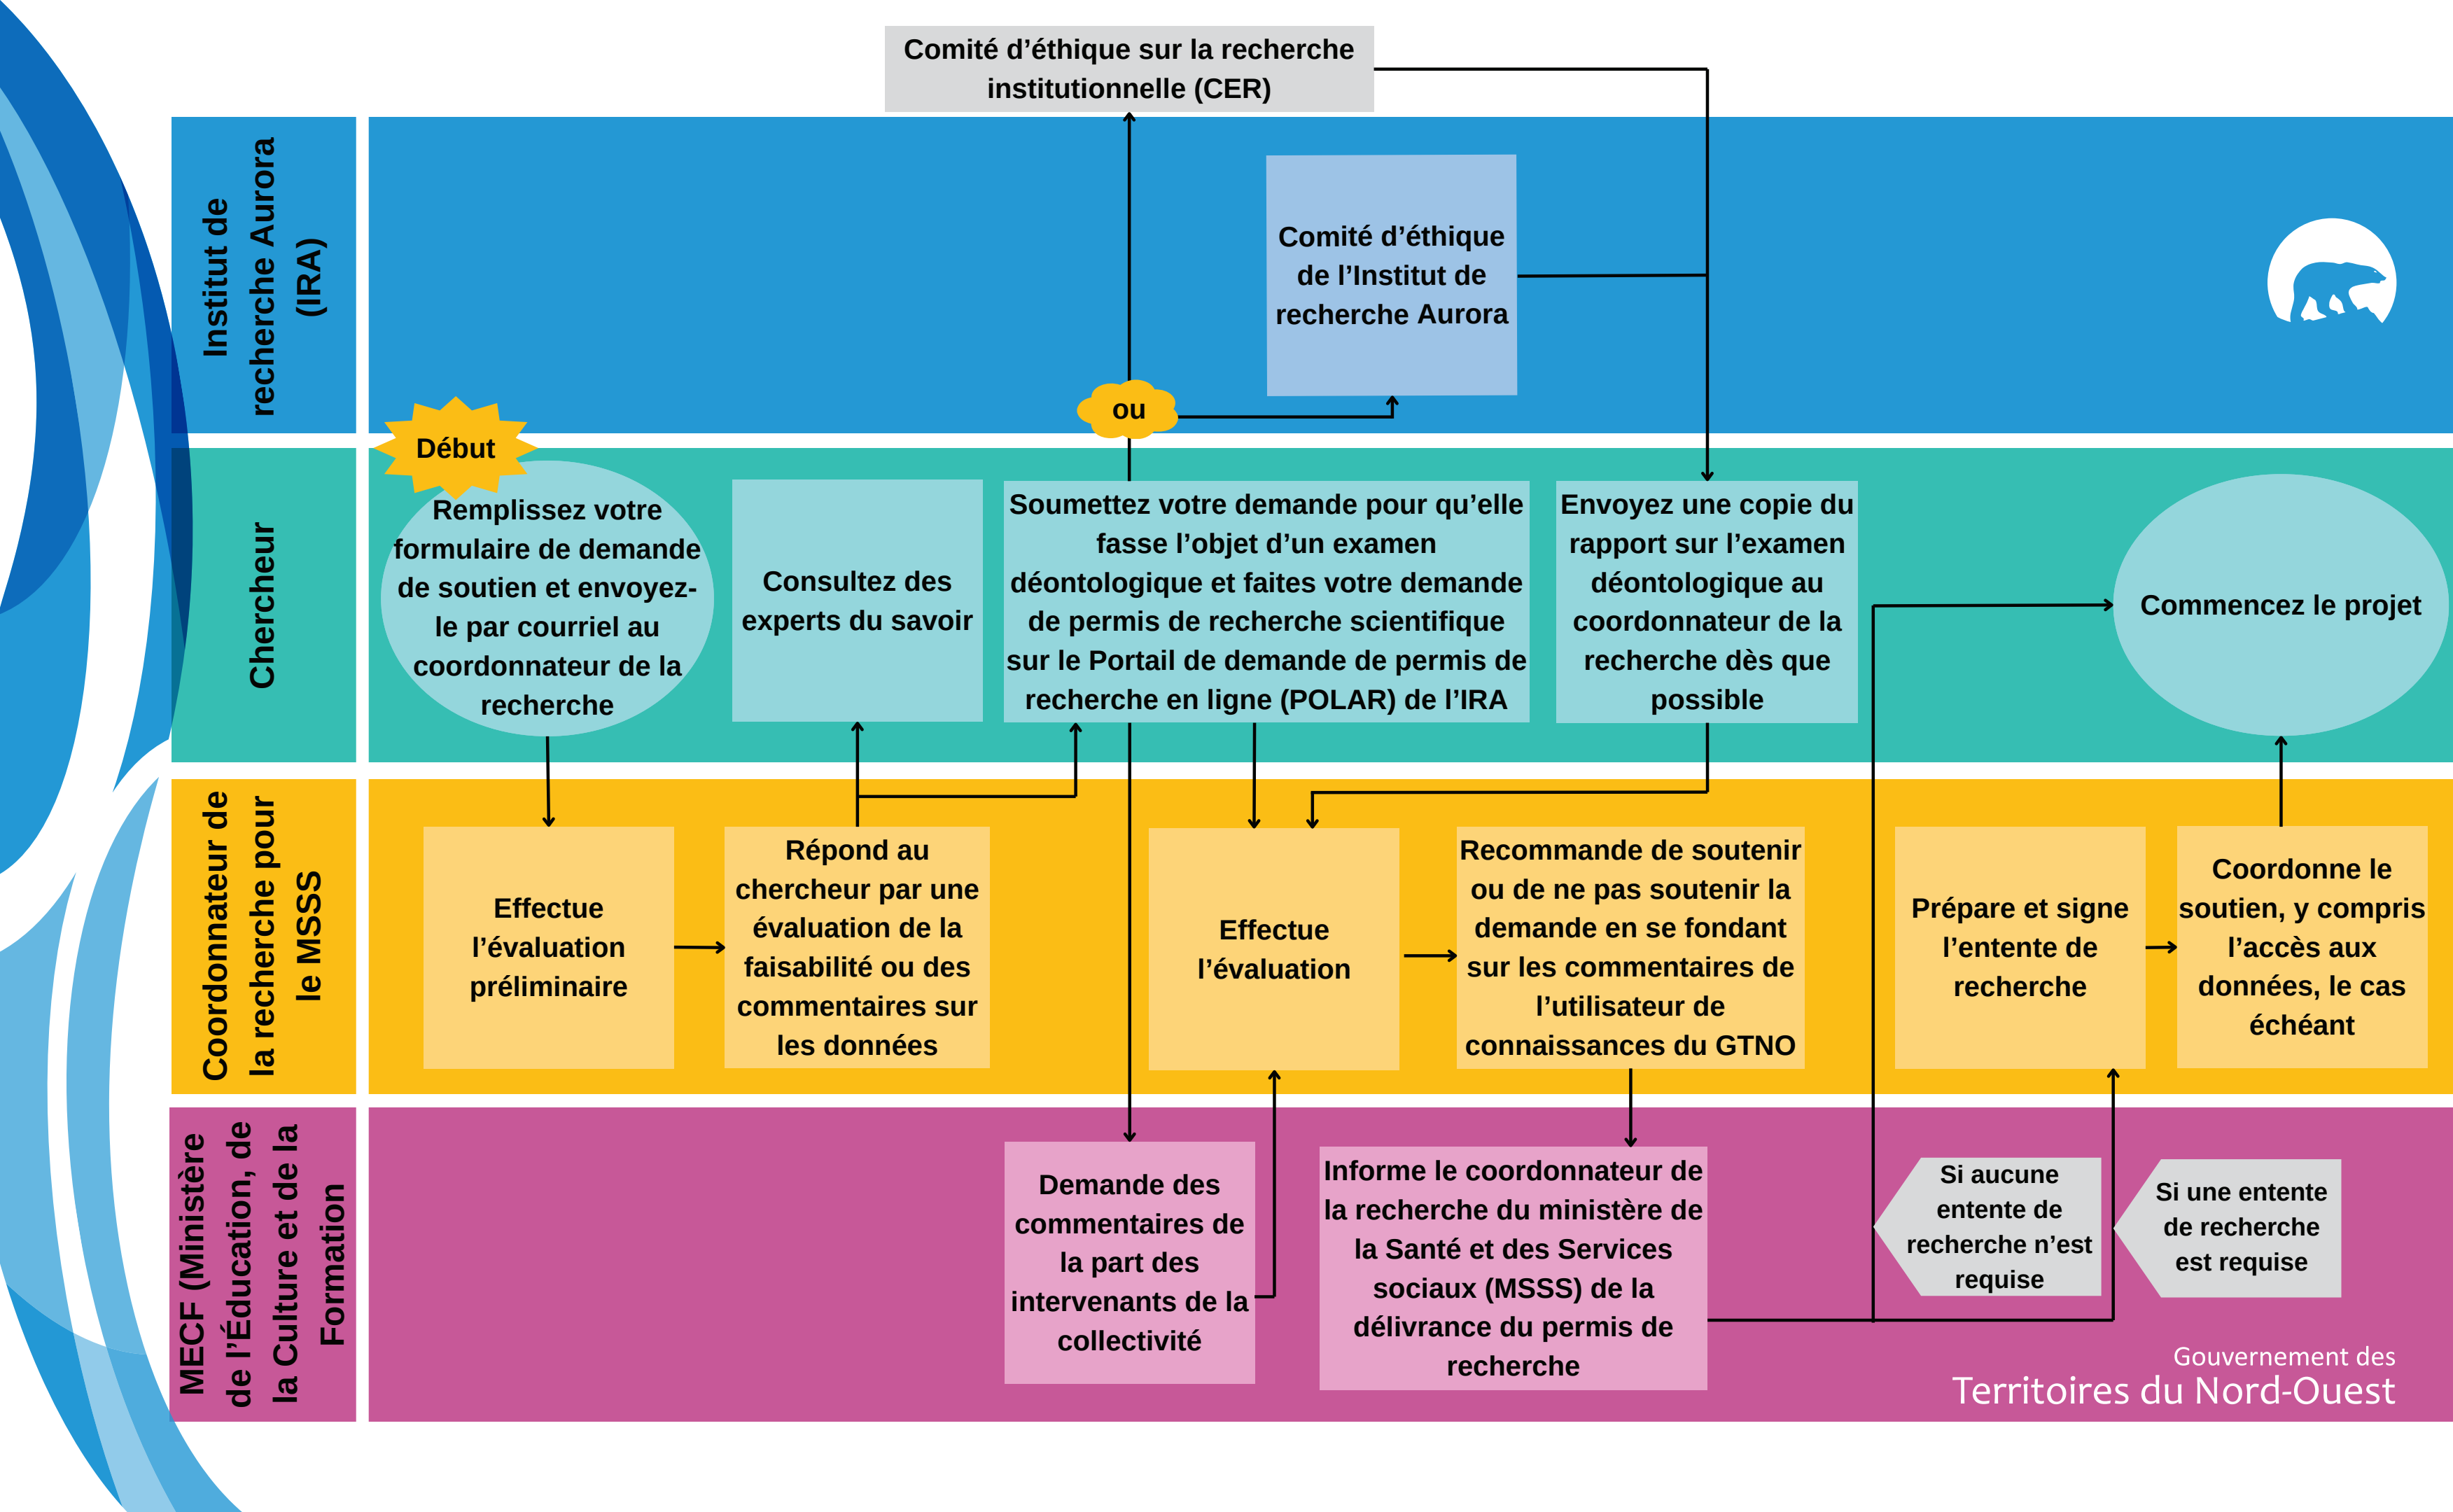 Comité d’éthique sur la recherche
institutionnelle (CER)
Institut de
recherche Aurora
(IRA)
Comité d’éthique
de l’Institut de
recherche Aurora
ou
Début
Chercheur
Remplissez votre
formulaire de demande
de soutien et envoyez-
le par courriel au
coordonnateur de la
recherche
Consultez des
experts du savoir
Soumettez votre demande pour qu’elle
fasse l’objet d’un examen
déontologique et faites votre demande
de permis de recherche scientifique
sur le Portail de demande de permis de
recherche en ligne (POLAR) de l’IRA
Envoyez une copie du
rapport sur l’examen
déontologique au
coordonnateur de la
recherche dès que
possible
Commencez le projet
Coordonnateur de
la recherche pour
le MSSS
Effectue
l’évaluation
préliminaire
Répond au
chercheur par une
évaluation de la
faisabilité ou des
commentaires sur
les données
Effectue
l’évaluation
Recommande de soutenir
ou de ne pas soutenir la
demande en se fondant
sur les commentaires de
l’utilisateur de
connaissances du GTNO
Prépare et signe
l’entente de
recherche
Coordonne le
soutien, y compris
l’accès aux
données, le cas
échéant
MECF (Ministère
de l’Éducation, de
la Culture et de la
Formation
Demande des
commentaires de
la part des
intervenants de la
collectivité
Informe le coordonnateur de
la recherche du ministère de
la Santé et des Services
sociaux (MSSS) de la
délivrance du permis de
recherche
Si aucune
entente de
recherche n’est
requise
Si une entente
de recherche
est requise
Gouvernement des
Territoires du Nord-Ouest